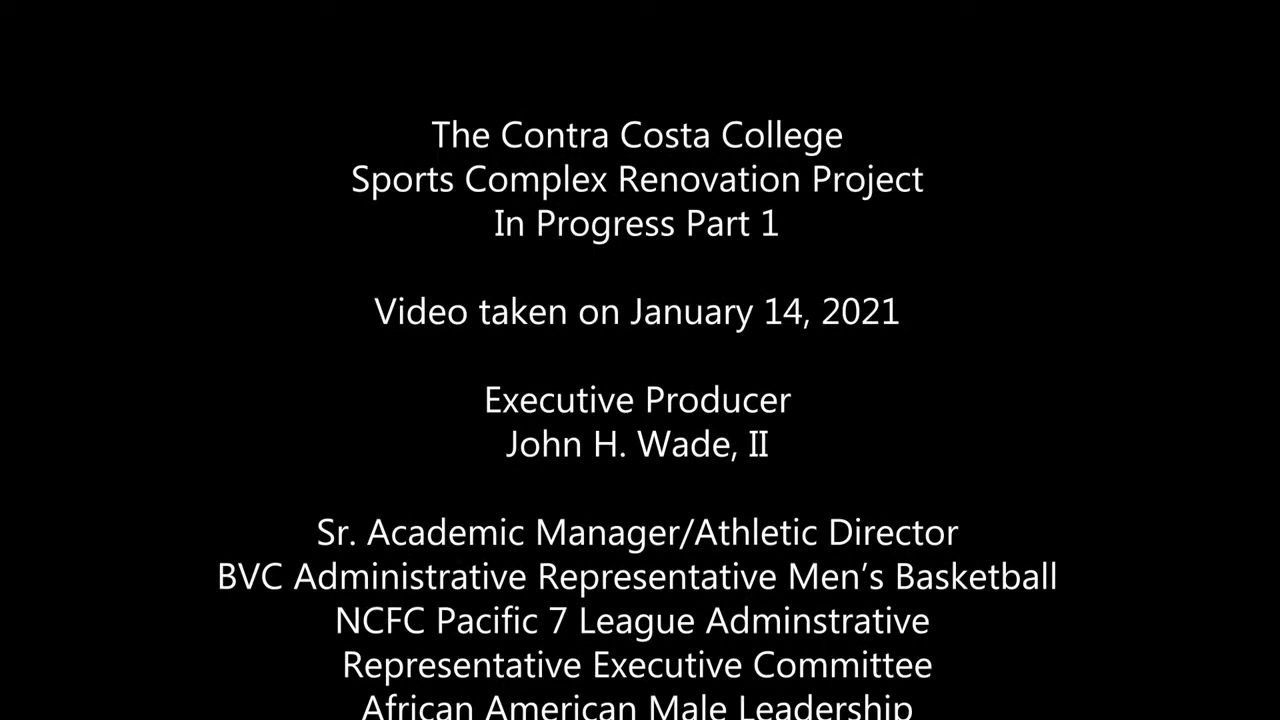 The Contra Costa College
Sports Complex Renovation Project
In Progress Part 1
Video taken on January 14, 2021
Executive Producer
John H. Wade, II
Sr. Academic Manager/Athletic Director
BVC Administrative Representative Men’s Basketball
NCFC Pacific 7 League Adminstrative
Representative Executive Committee
African American Male Leadership